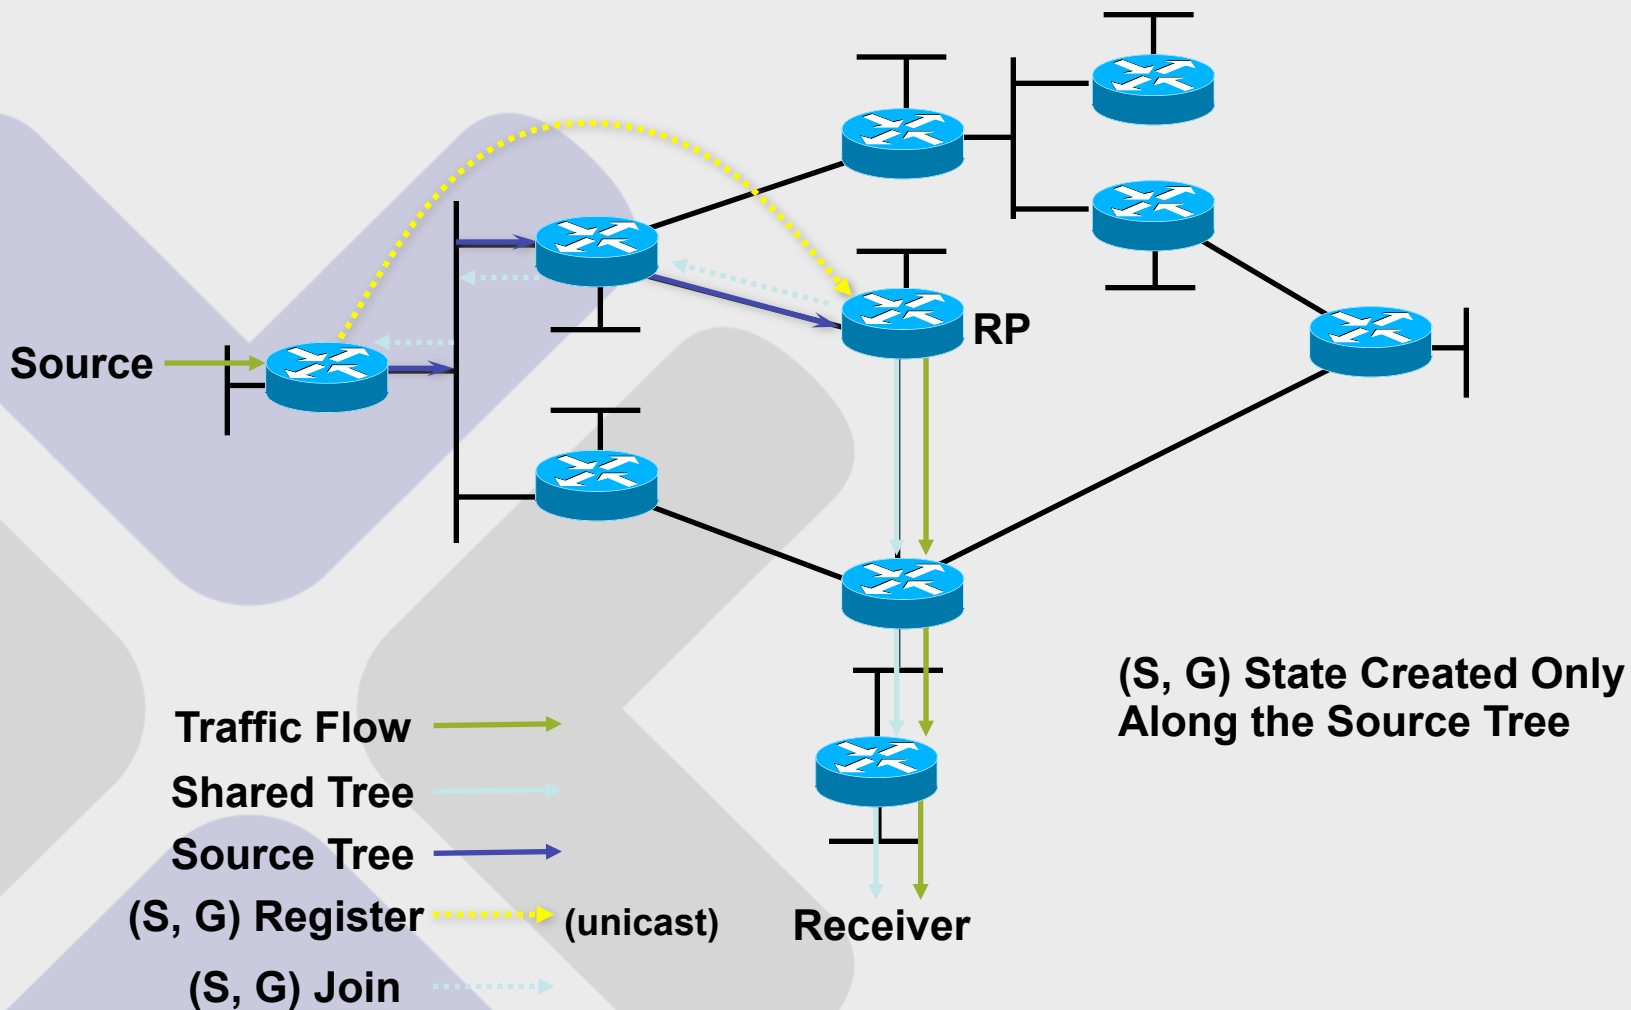 RP
Source
(S, G) State Created Only
Along the Source Tree
Traffic Flow
Shared Tree
Source Tree
(S, G) Register
(unicast)
Receiver
(S, G) Join